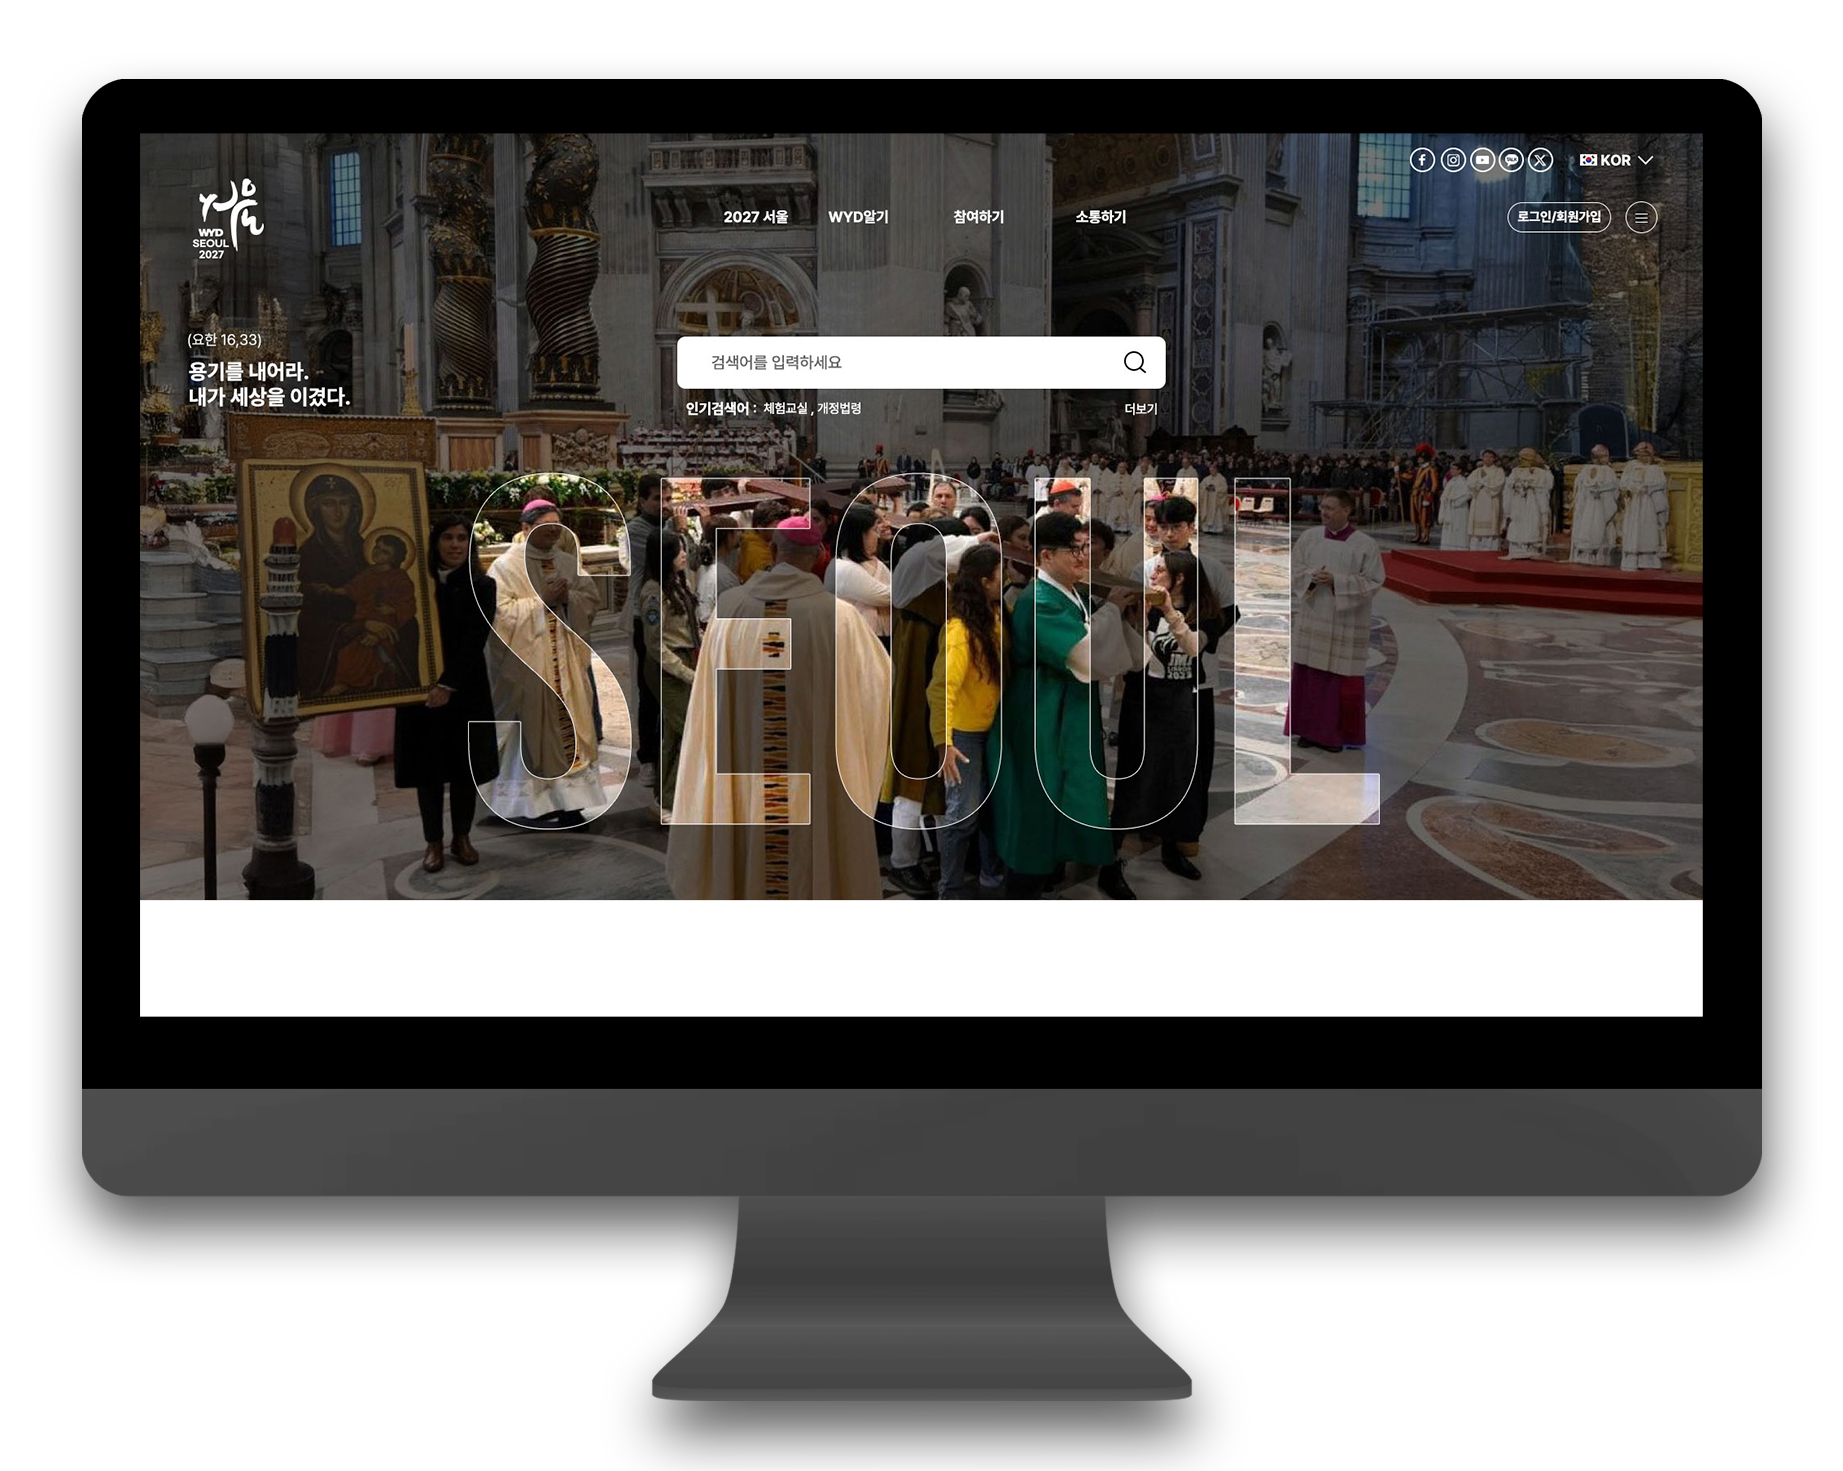 KOR
서울
WYD
SEOUL
2027
2027 서울
WYD알기
참여하기
소통하기
로그인/회원가입
(요한 16,33)
용기를 내어라.
내가 세상을 이겼다.
검색어를 입력하세요
인기검색어 : 체험교실 , 개정법령
더보기
SEOUL
JMJ